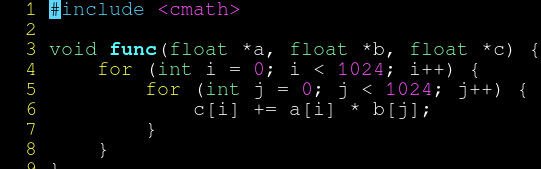 1 #include <cmath>
2
3 void func(float *a, float *b, float *c) {
4     for (int i = 0; i < 1024; i++) {
5         for (int j = 0; j < 1024; j++) {
6             c[i] += a[i] * b[j];
7         }
8     }
9 }